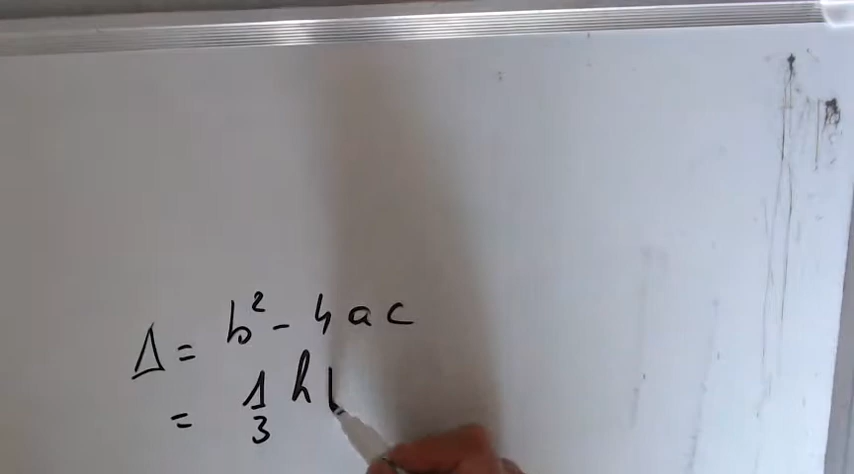 Δ = b² - 4ac
= 1/3 h